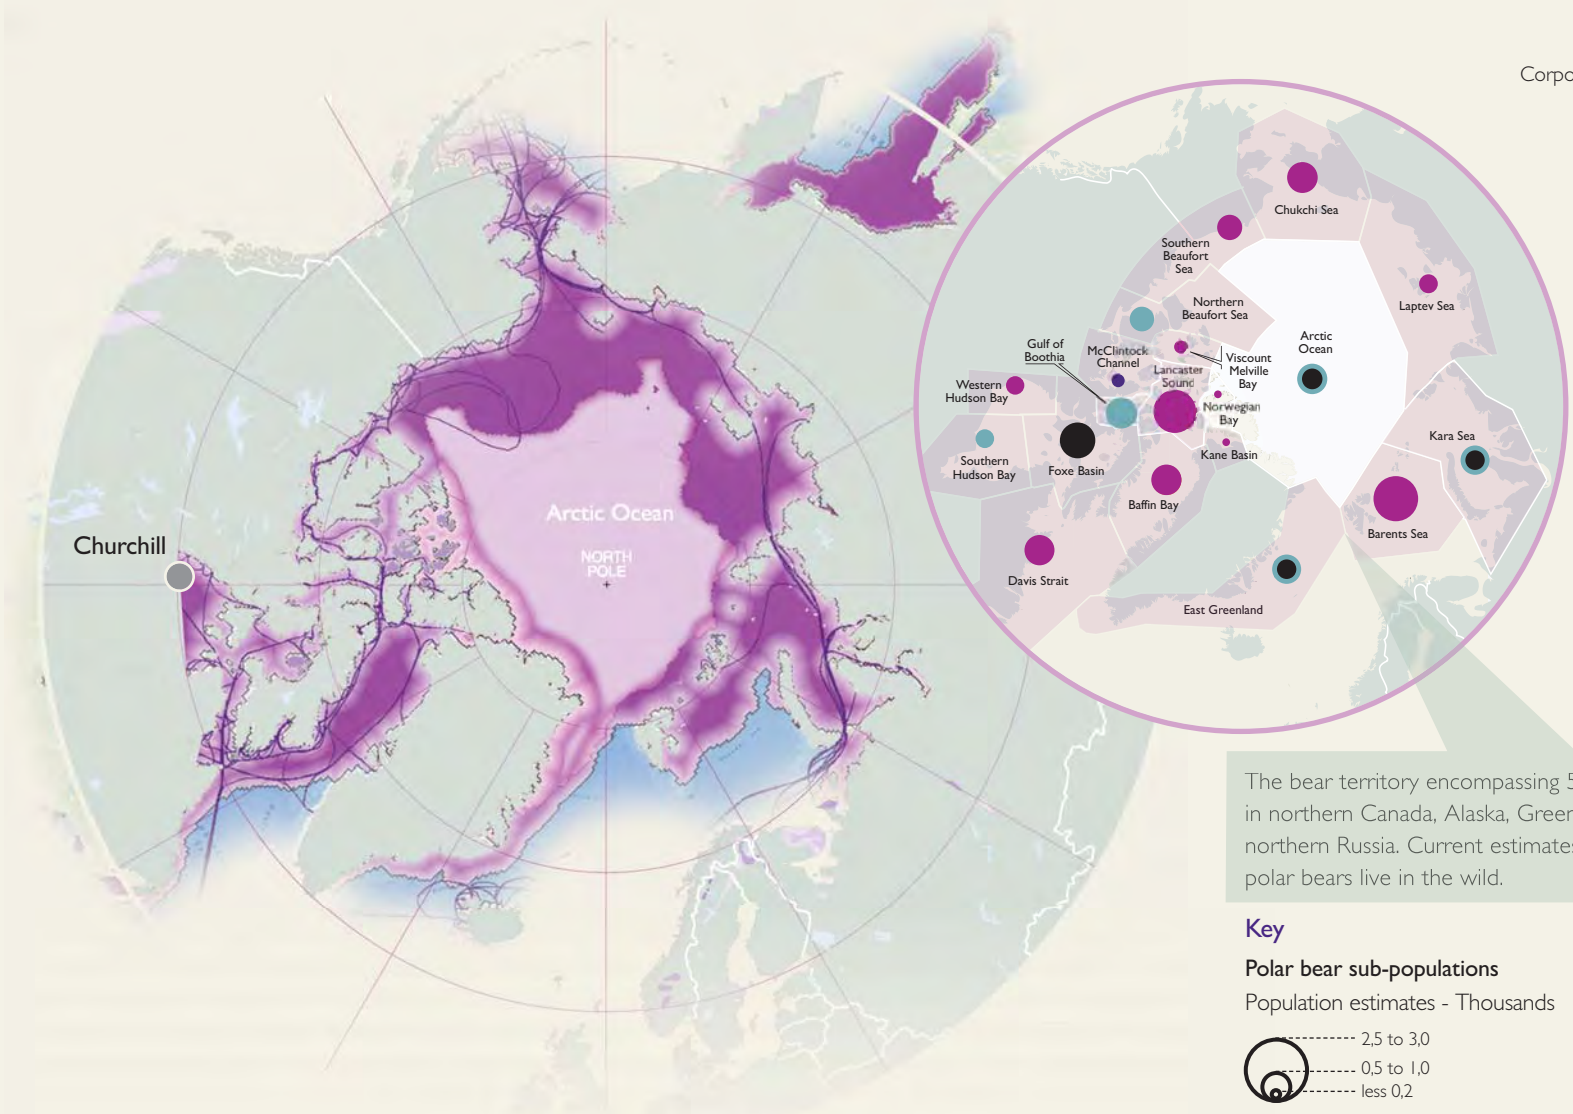 Corpo
Chukchi Sea
Southern
Beaufort
Sea
Laptev Sea
Northern
Beaufort Sea
Arctic
Ocean
Gulf of
Boothia
McClintock
Channel
Viscount
Melville
Bay
Lancaster
Sound
Western
Hudson Bay
Norwegian
Bay
Kara Sea
Southern
Hudson Bay
Foxe Basin
Kane Basin
Baffin Bay
Barents Sea
Davis Strait
East Greenland
Arctic Ocean
NORTH
POLE
Churchill
The bear territory encompassing 5
in northern Canada, Alaska, Green
northern Russia. Current estimates
polar bears live in the wild.
Key
Polar bear sub-populations
Population estimates - Thousands
2,5 to 3,0
0,5 to 1,0
less 0,2